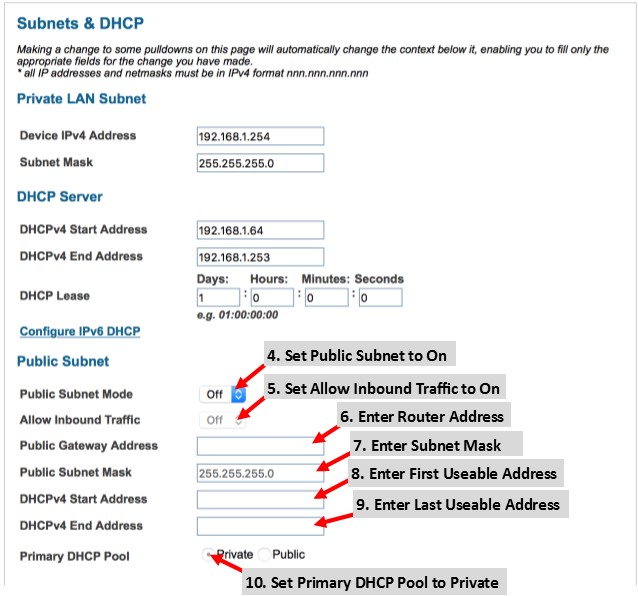 Subnets & DHCP
Making a change to some pulldowns on this page will automatically change the context below it, enabling you to fill only the
appropriate fields for the change you have made.
* all IP addresses and netmasks must be in IPv4 format nnn.nnn.nnn.nnn
Private LAN Subnet
Device IPv4 Address 192.168.1.254
Subnet Mask 255.255.255.0
DHCP Server
DHCPv4 Start Address 192.168.1.64
DHCPv4 End Address 192.168.1.253
Days: Hours: Minutes: Seconds
DHCP Lease 1 : 0 : 0 : 0
e.g. 01:00:00:00
Configure IPv6 DHCP
4. Set Public Subnet to On
Public Subnet
5. Set Allow Inbound Traffic to On
Public Subnet Mode Off
6. Enter Router Address
Allow Inbound Traffic Off
7. Enter Subnet Mask
Public Gateway Address
8. Enter First Useable Address
Public Subnet Mask 255.255.255.0
9. Enter Last Useable Address
DHCPv4 Start Address
DHCPv4 End Address
Primary DHCP Pool Private Public
10. Set Primary DHCP Pool to Private